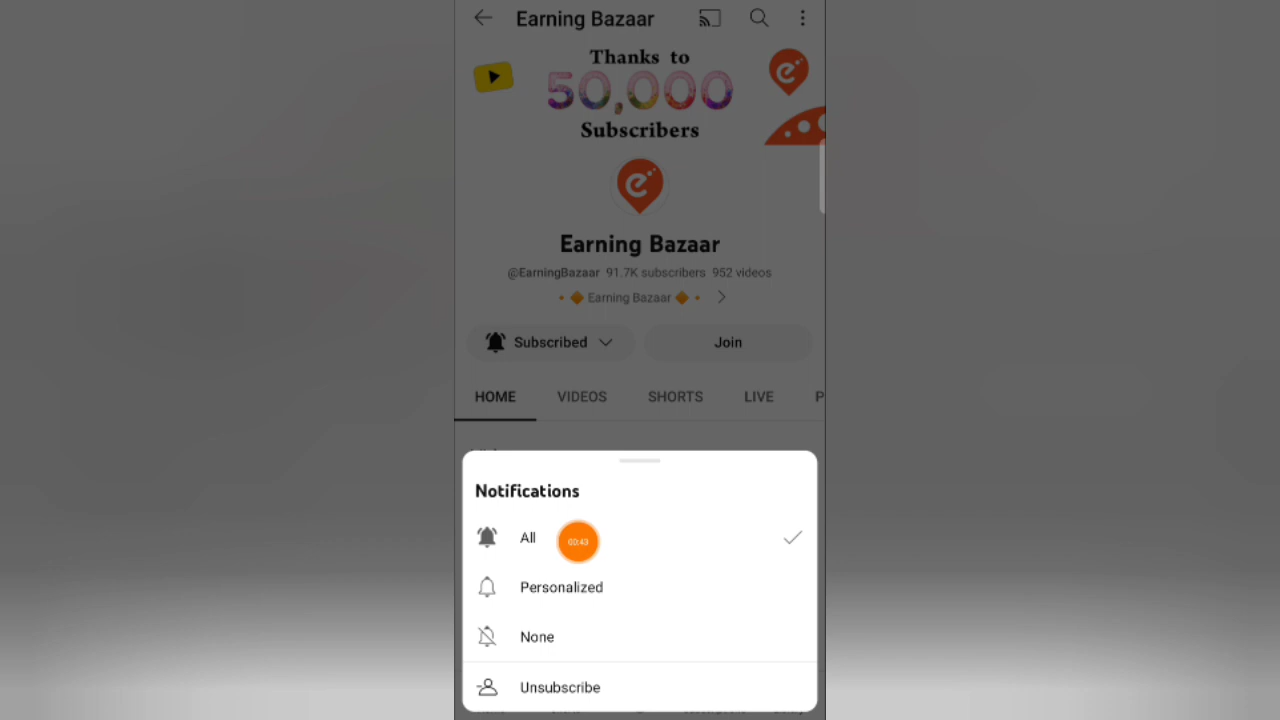 Earning Bazaar
Thanks to
50,000
Subscribers
Earning Bazaar
@EarningBazaar 91.7K subscribers 952 videos
🔸 🔶 Earning Bazaar 🔶 🔸
Subscribed
Join
HOME VIDEOS SHORTS LIVE P
Notifications
All
00:43
Personalized
None
Unsubscribe